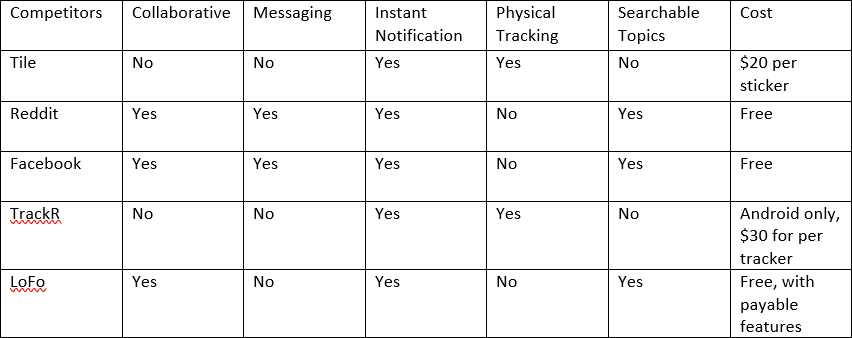 Competitors Collaborative Messaging Instant Notification Physical Tracking Searchable Topics Cost
Tile No No Yes Yes No $20 per sticker
Reddit Yes Yes Yes No Yes Free
Facebook Yes Yes Yes No Yes Free
TrackR No No Yes Yes No Android only, $30 for per tracker
LoFo Yes No Yes No Yes Free, with payable features